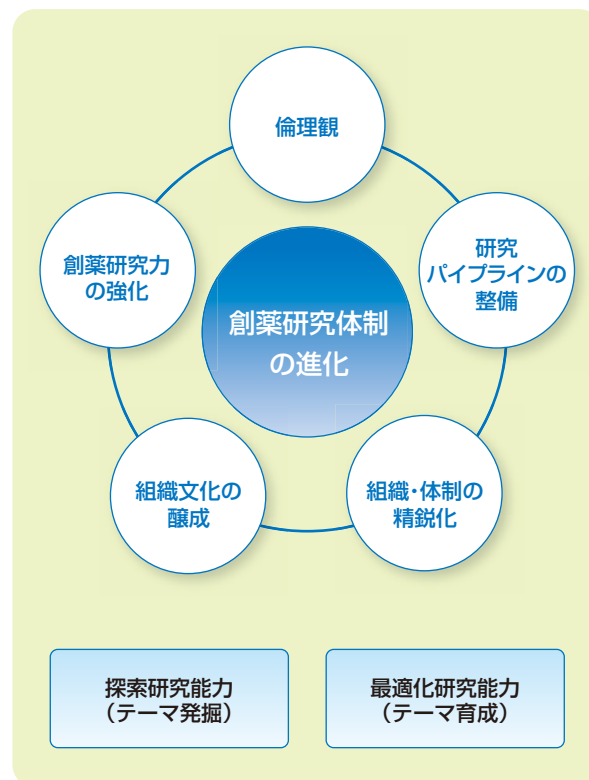 倫理観
創薬研究力
の強化
研究
パイプラインの
整備
創薬研究体制
の進化
組織文化の
醸成
組織・体制の
精鋭化
探索研究能力
（テーマ発掘）
最適化研究能力
（テーマ育成）